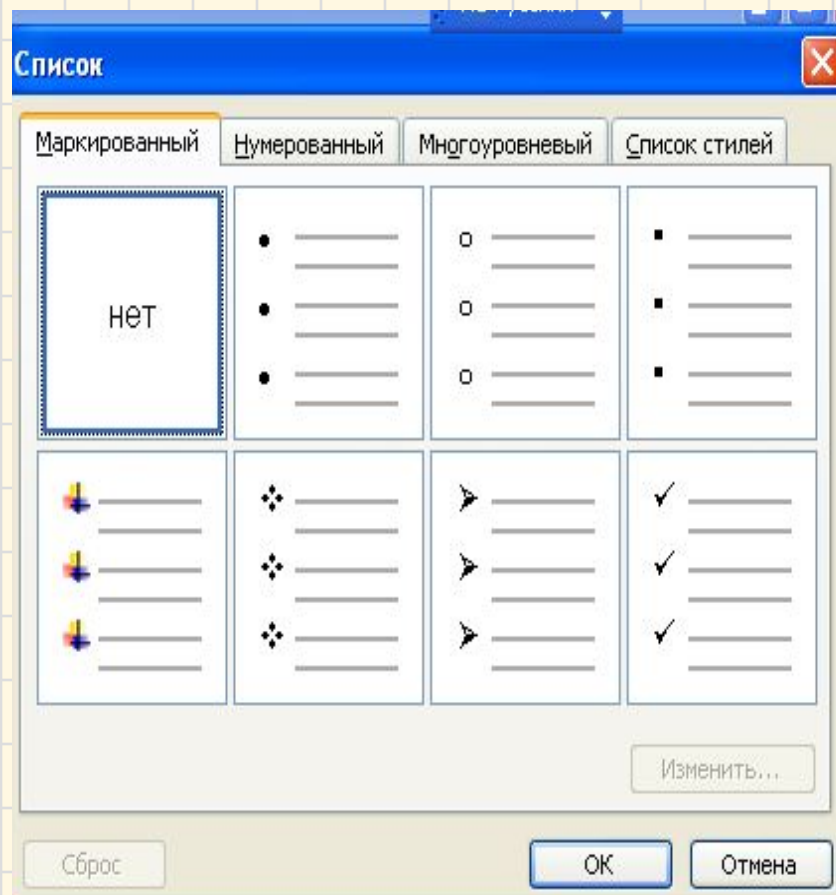 Список
Маркированный Нумерованный Многоуровневый Список стилей
нет
Изменить...
Сброс ОК Отмена